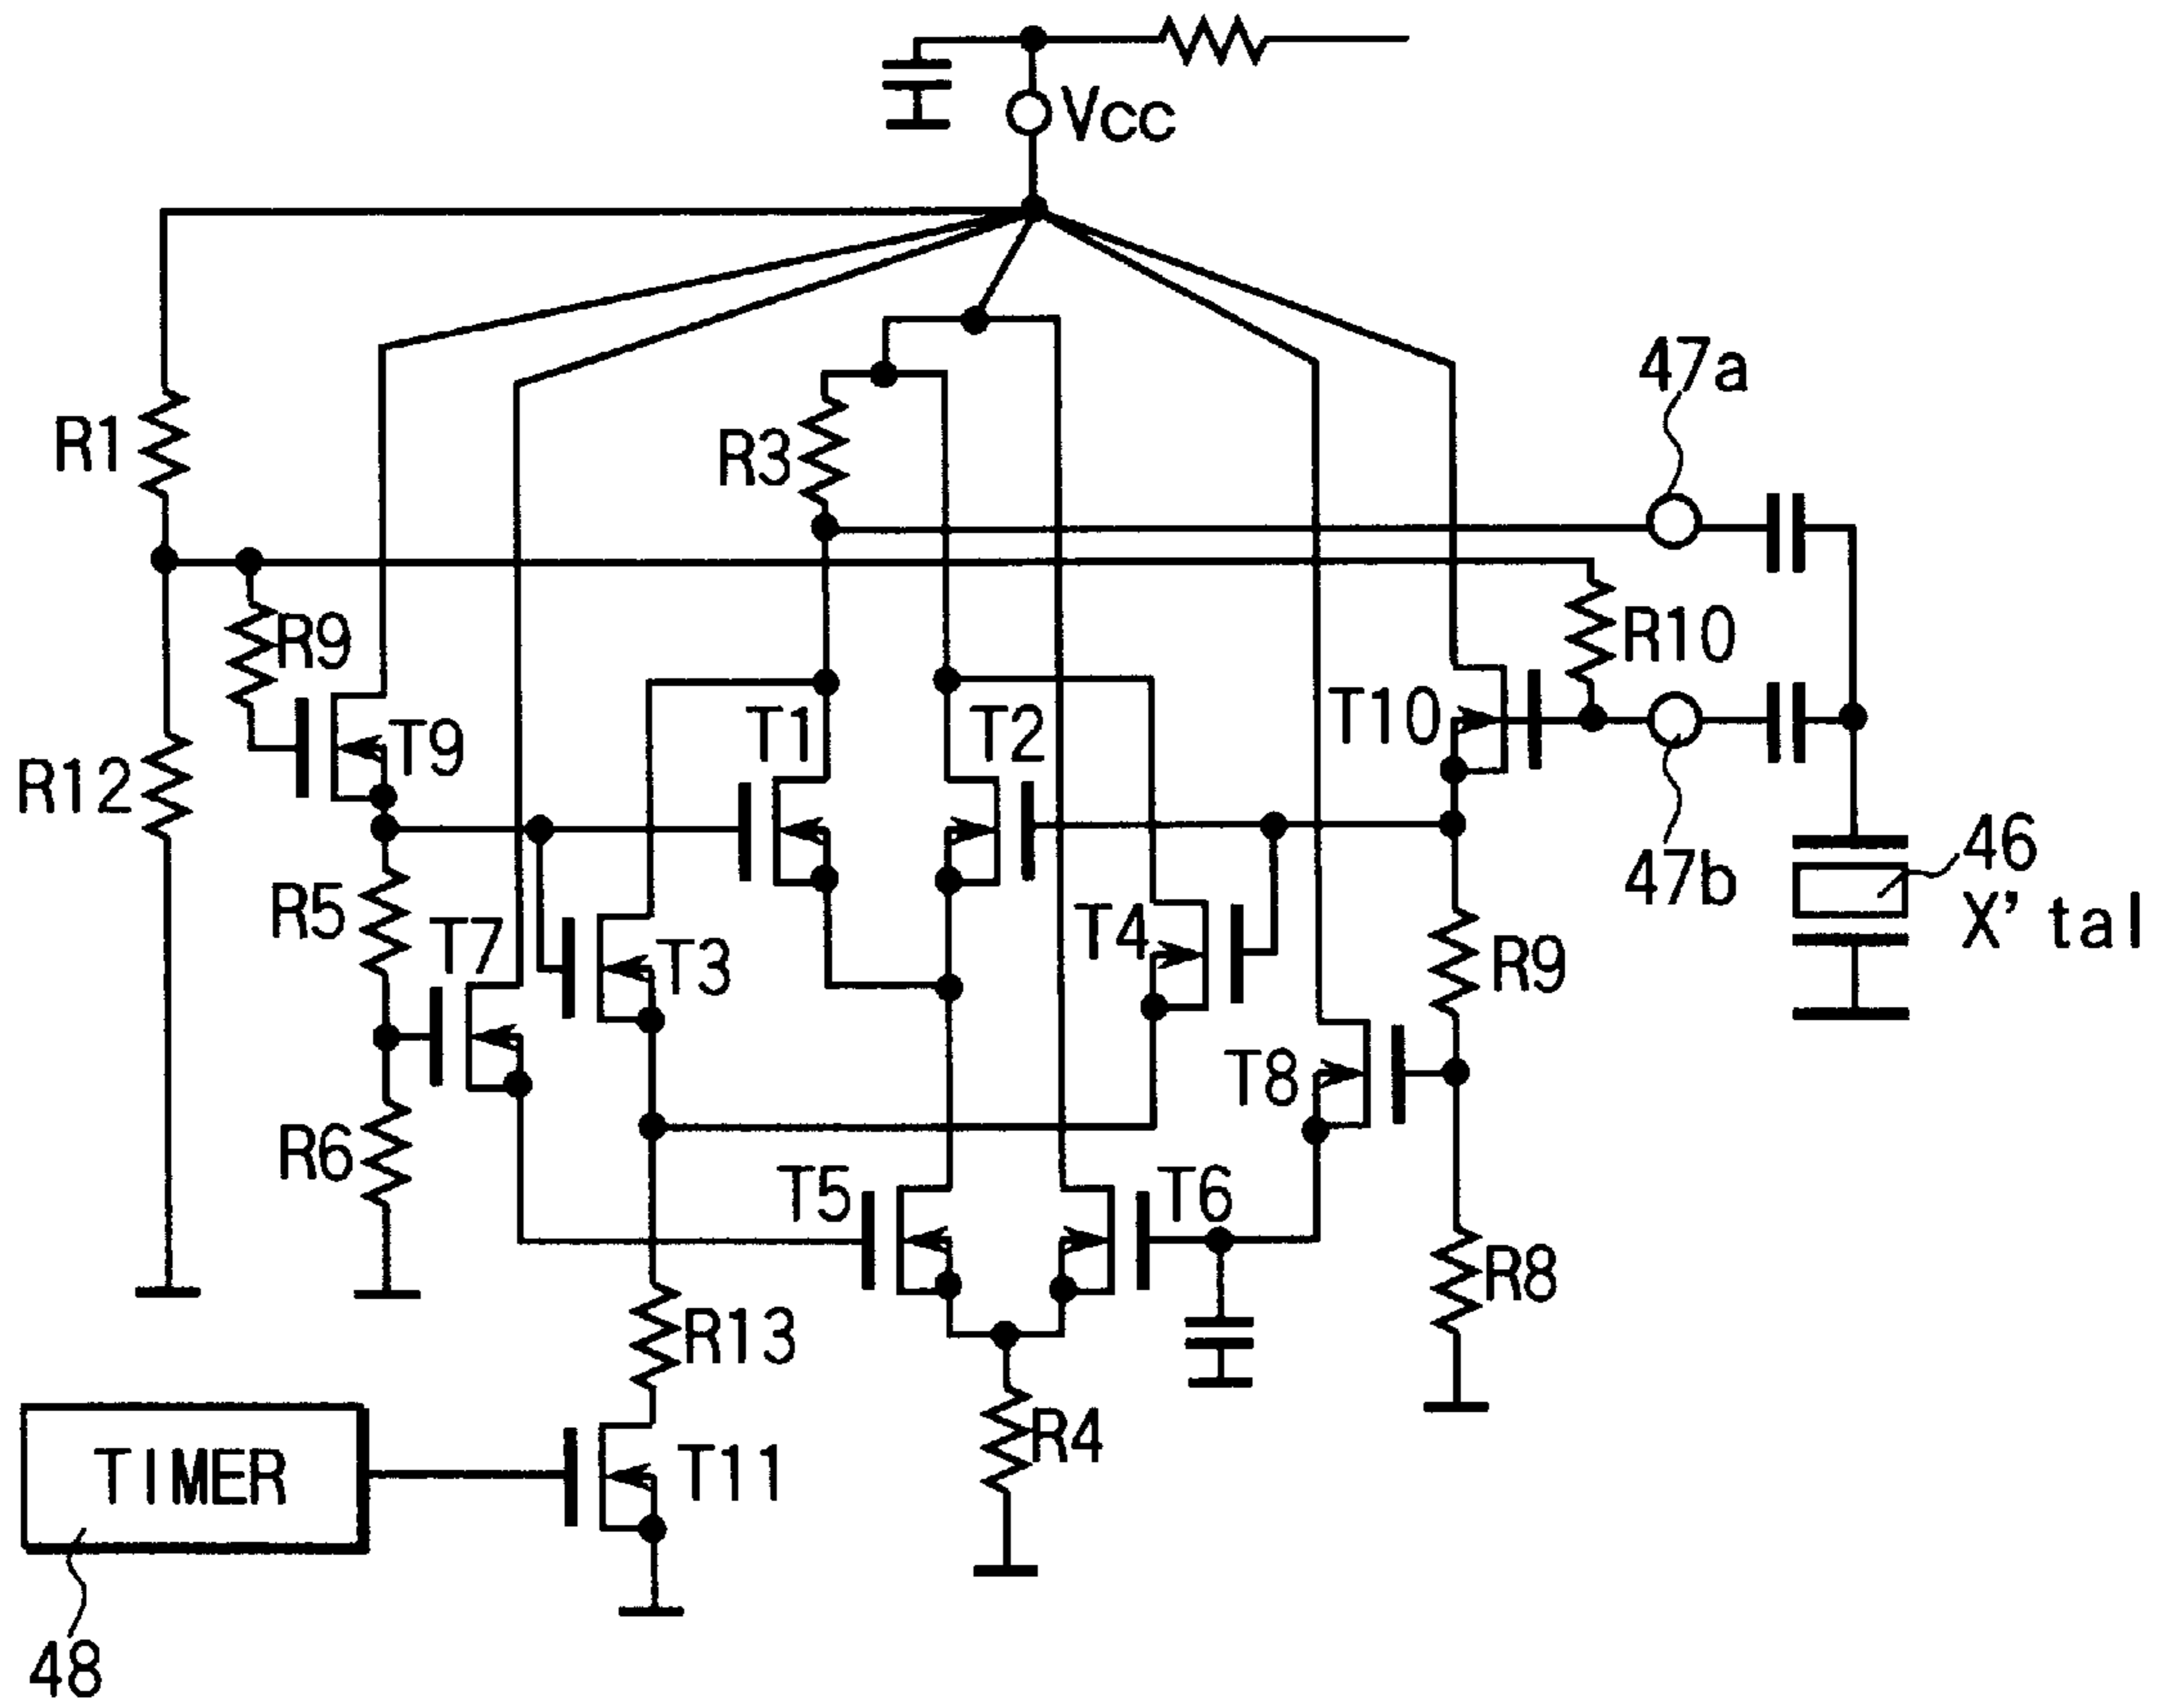 Vcc
47a
R1
R3
R9
R10
T1
T2
T10
T9
R12
47b
46
X'tal
R5
T7
T3
T4
R9
T8
R6
T5
T6
R8
R13
R4
TIMER
T11
48